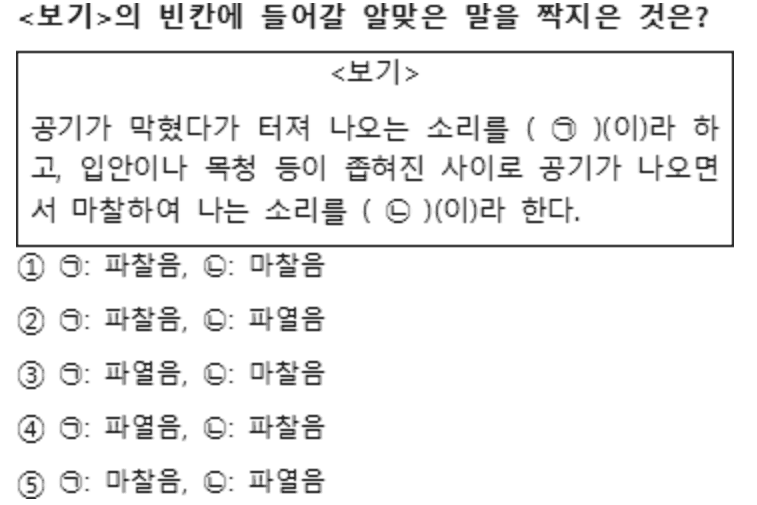 <보기>의 빈칸에 들어갈 알맞은 말을 짝지은 것은?
<보기>
공기가 막혔다가 터져 나오는 소리를 ( ㉠ )(이)라 하
고, 입안이나 목청 등이 좁혀진 사이로 공기가 나오면
서 마찰하여 나는 소리를 ( ㉡ )(이)라 한다.
① ㉠: 파찰음, ㉡: 마찰음
② ㉠: 파찰음, ㉡: 파열음
③ ㉠: 파열음, ㉡: 마찰음
④ ㉠: 파열음, ㉡: 파찰음
⑤ ㉠: 마찰음, ㉡: 파열음